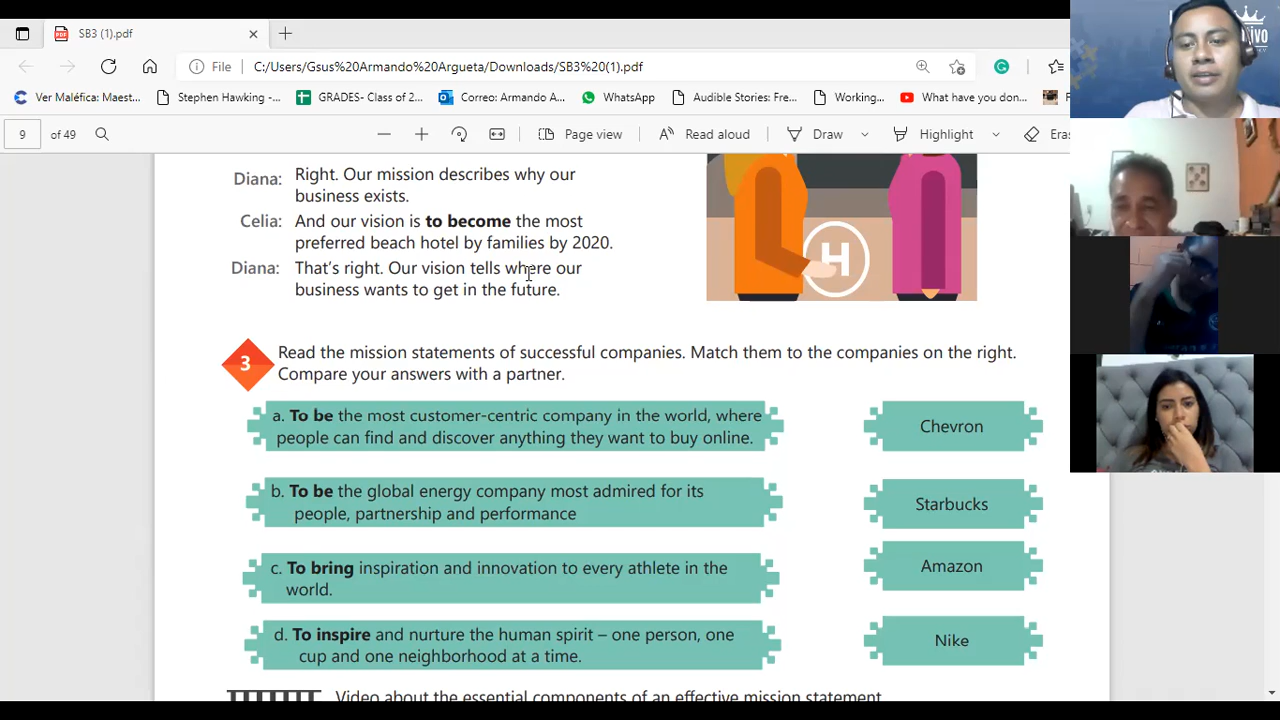 SB3 (1).pdf
File C:/Users/Gsus%20Armando%20Argueta/Downloads/SB3%20(1).pdf
Ver Maléfica: Maest... Stephen Hawking -... GRADES- Class of 2... Correo: Armando A... WhatsApp Audible Stories: Fre... Working... What have you don...
9 of 49 Page view Read aloud Draw Highlight Eras
Diana: Right. Our mission describes why our
business exists.
Celia: And our vision is to become the most
preferred beach hotel by families by 2020.
Diana: That's right. Our vision tells where our
business wants to get in the future.
H
3 Read the mission statements of successful companies. Match them to the companies on the right.
Compare your answers with a partner.
a. To be the most customer-centric company in the world, where
people can find and discover anything they want to buy online.
Chevron
b. To be the global energy company most admired for its
people, partnership and performance
Starbucks
c. To bring inspiration and innovation to every athlete in the
world.
Amazon
d. To inspire and nurture the human spirit – one person, one
cup and one neighborhood at a time.
Nike
Video about the essential components of an effective mission statement